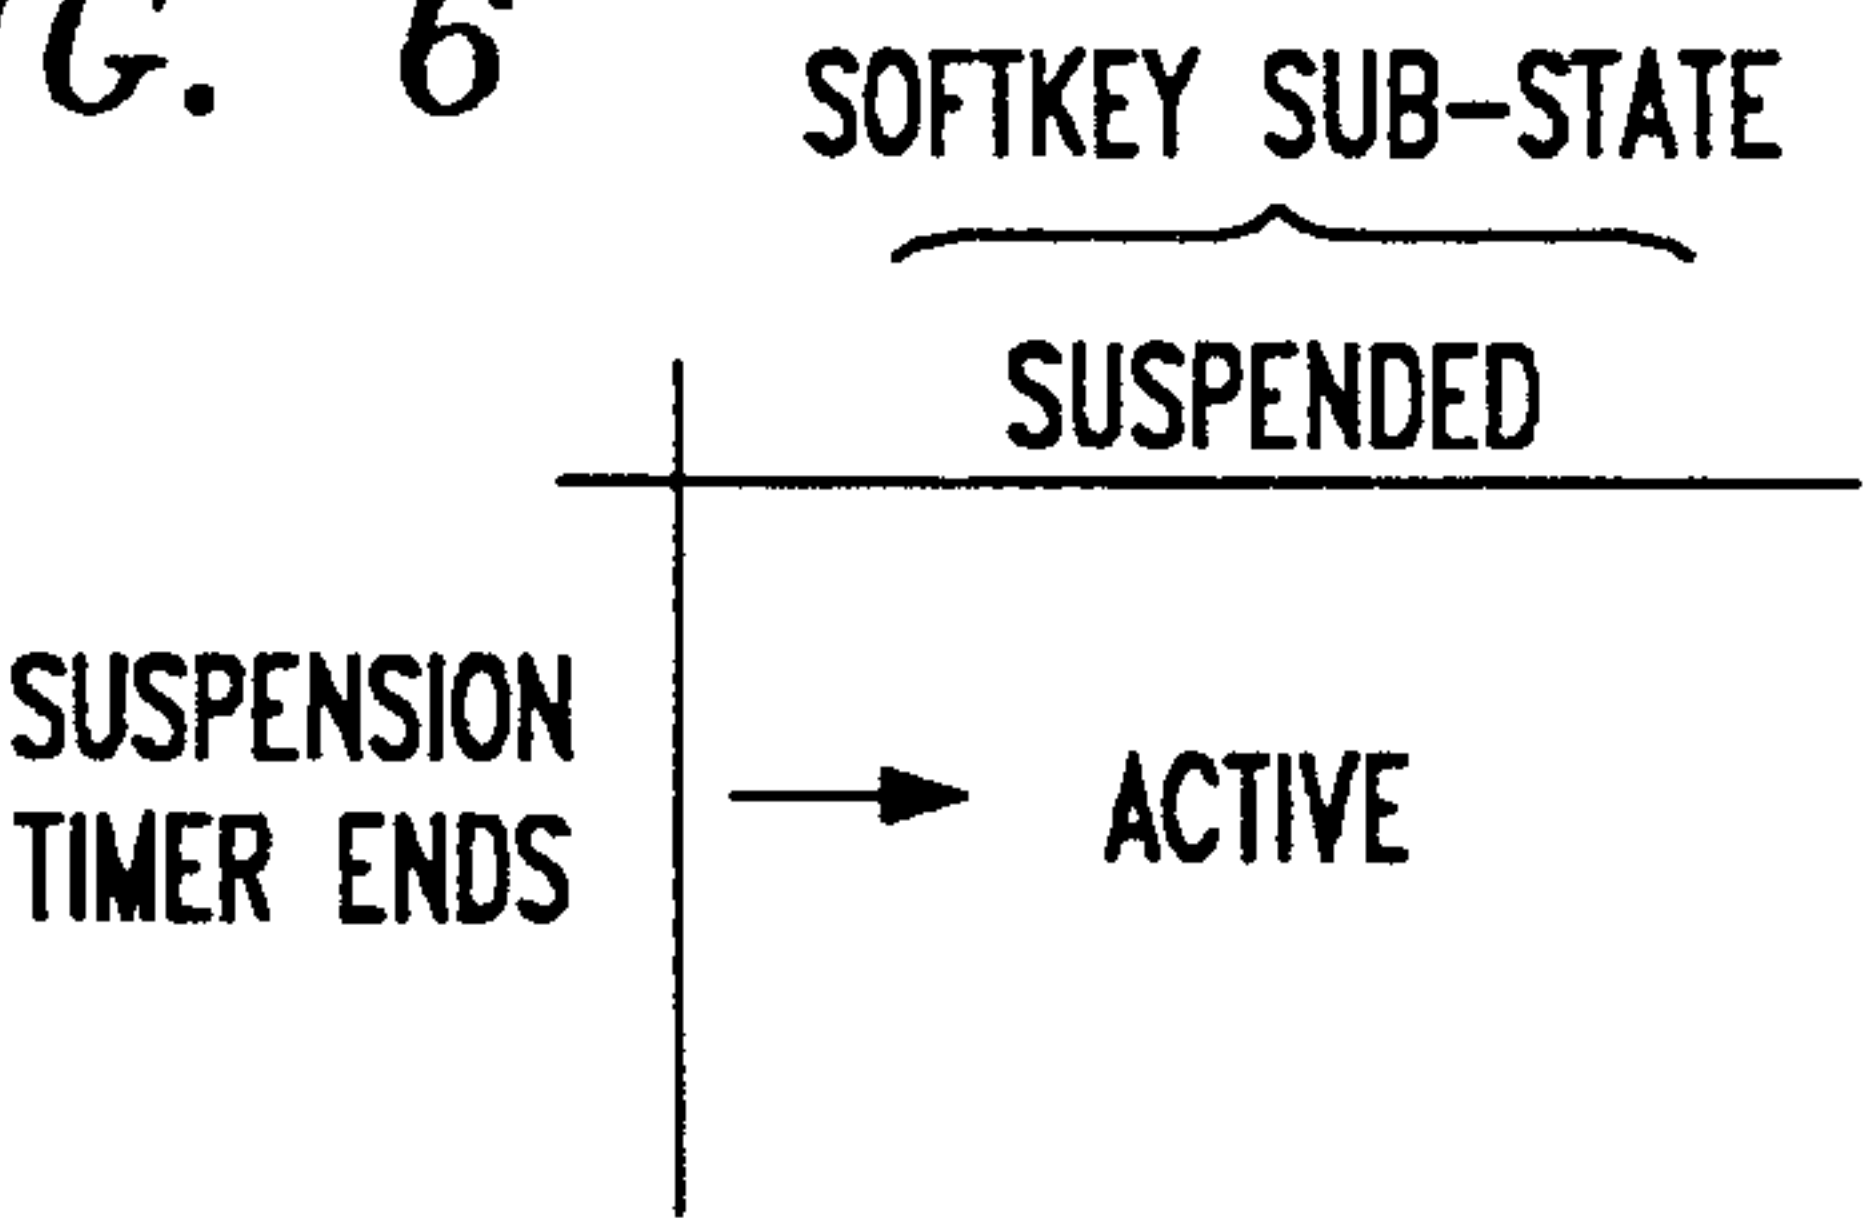 G. 6
SOFTKEY SUB-STATE
SUSPENDED
SUSPENSION
TIMER ENDS
ACTIVE